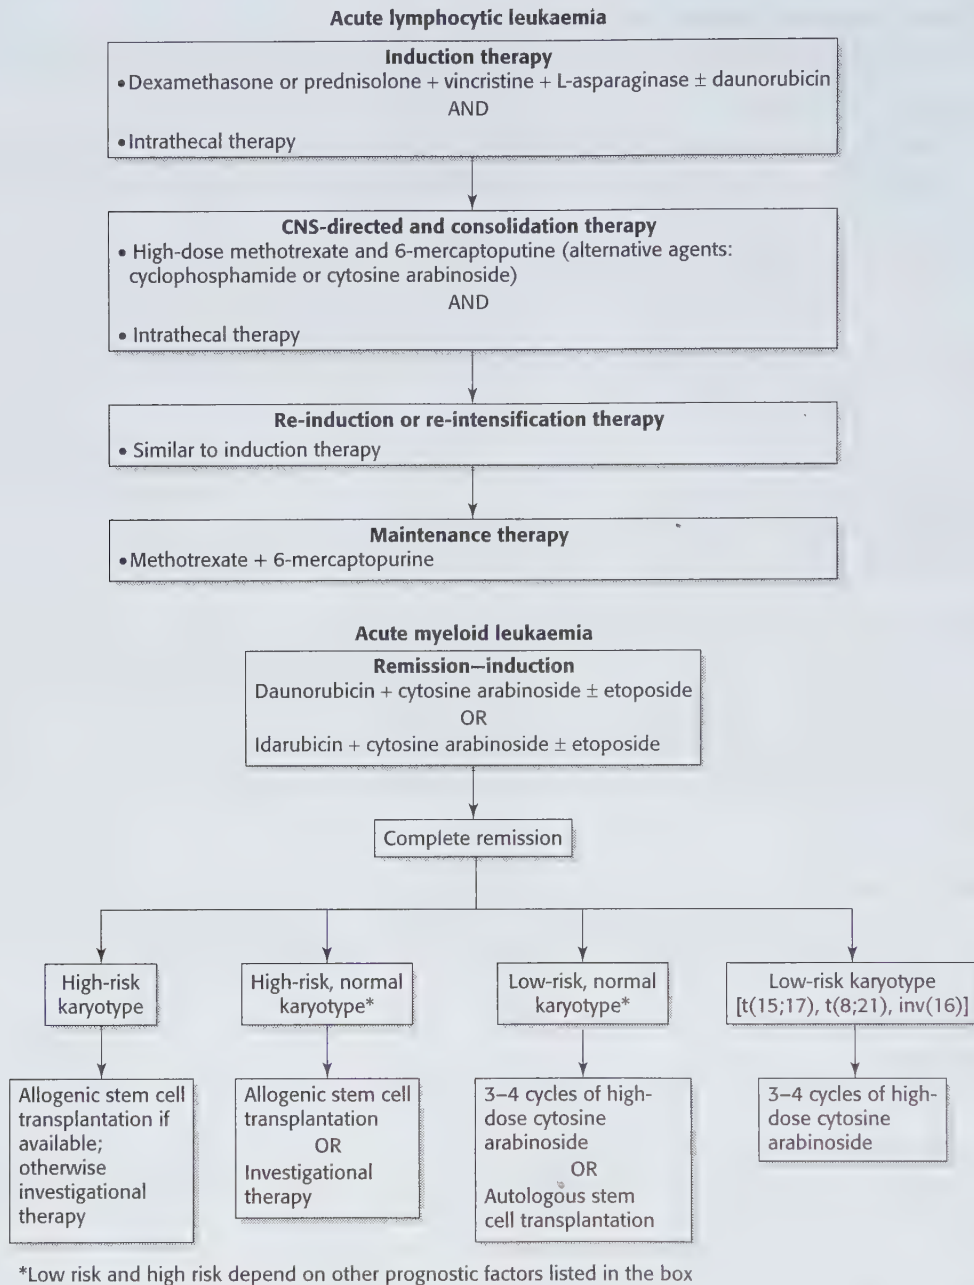 Acute lymphocytic leukaemia
Induction therapy
• Dexamethasone or prednisolone + vincristine + L-asparaginase ± daunorubicin
AND
• Intrathecal therapy
CNS-directed and consolidation therapy
• High-dose methotrexate and 6-mercaptoputine (alternative agents:
cyclophosphamide or cytosine arabinoside)
AND
• Intrathecal therapy
Re-induction or re-intensification therapy
• Similar to induction therapy
Maintenance therapy
• Methotrexate + 6-mercaptopurine
Acute myeloid leukaemia
Remission—induction
Daunorubicin + cytosine arabinoside ± etoposide
OR
Idarubicin + cytosine arabinoside ± etoposide
Complete remission
High-risk
karyotype
High-risk, normal
karyotype*
Low-risk, normal
karyotype*
Low-risk karyotype
[t(15;17), t(8;21), inv(16)]
Allogenic stem cell
transplantation if
available;
otherwise
investigational
therapy
Allogenic stem cell
transplantation
OR
Investigational
therapy
3–4 cycles of high-
dose cytosine
arabinoside
OR
Autologous stem
cell transplantation
3–4 cycles of high-
dose cytosine
arabinoside
*Low risk and high risk depend on other prognostic factors listed in the box